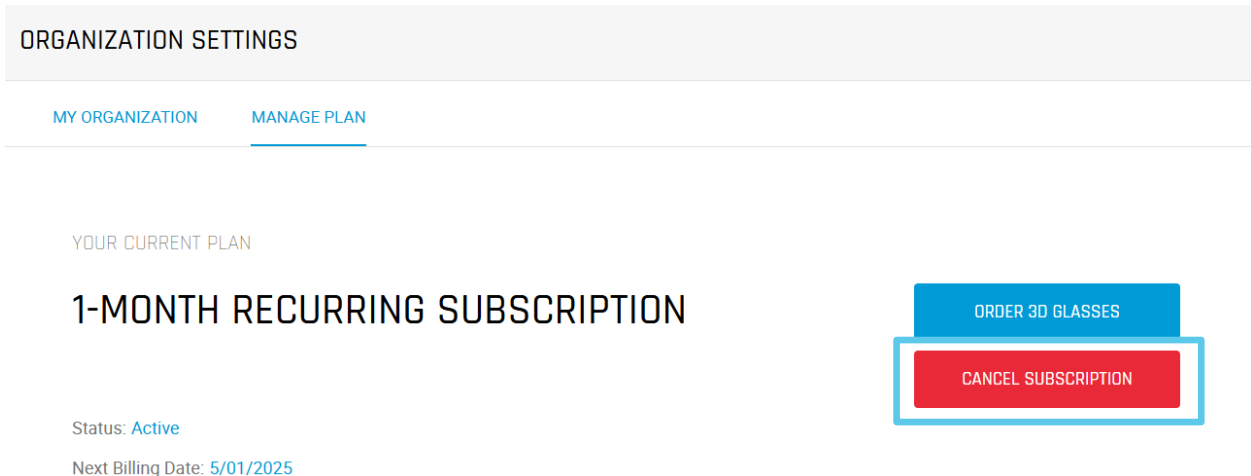 ORGANIZATION SETTINGS
MY ORGANIZATION
MANAGE PLAN
YOUR CURRENT PLAN
1-MONTH RECURRING SUBSCRIPTION
ORDER 3D GLASSES
CANCEL SUBSCRIPTION
Status: Active
Next Billing Date: 5/01/2025